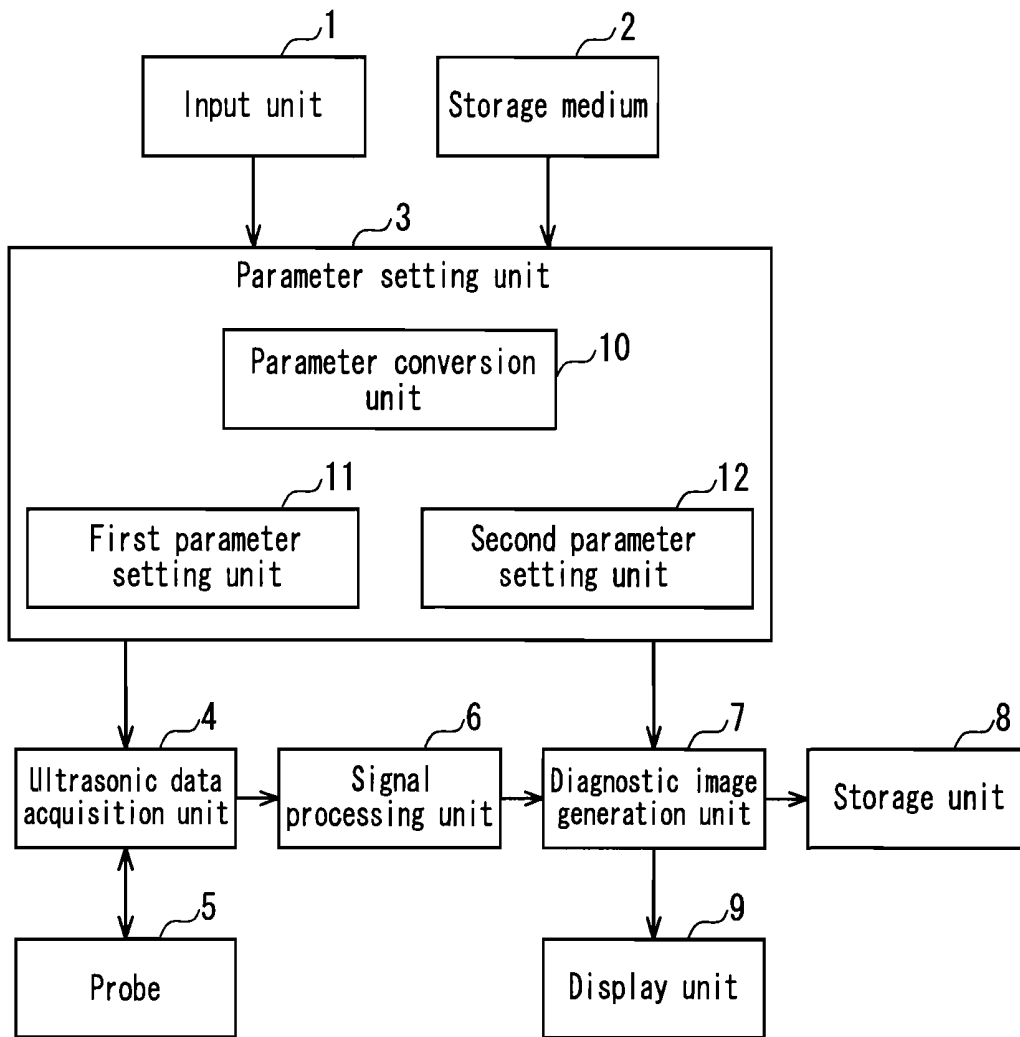 1
Input unit
2
Storage medium
3
Parameter setting unit
Parameter conversion
unit
10
11
First parameter
setting unit
12
Second parameter
setting unit
4
Ultrasonic data
acquisition unit
6
Signal
processing unit
7
Diagnostic image
generation unit
8
Storage unit
5
Probe
9
Display unit